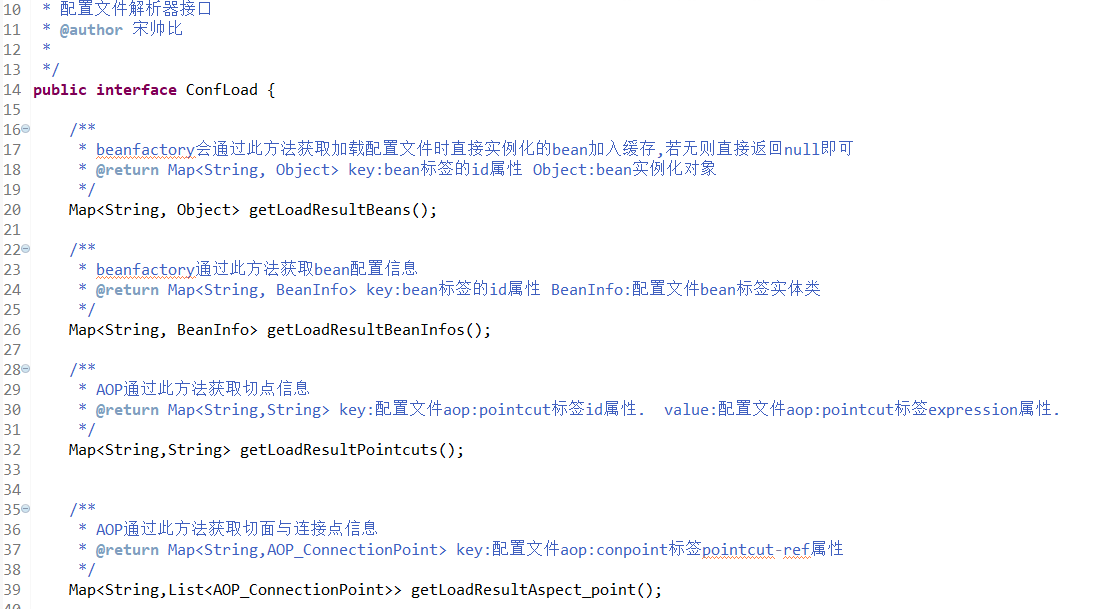 10 * 配置文件解析器接口
11 * @author 宋帅比
12 *
13 */
14 public interface ConfLoad {
15
16 /**
17 * beanfactory会通过此方法获取加载配置文件时直接实例化的bean加入缓存,若无则直接返回null即可
18 * @return Map<String, Object> key:bean标签的id属性 Object:bean实例化对象
19 */
20 Map<String, Object> getLoadResultBeans();
21
22 /**
23 * beanfactory通过此方法获取bean配置信息
24 * @return Map<String, BeanInfo> key:bean标签的id属性 BeanInfo:配置文件bean标签实体类
25 */
26 Map<String, BeanInfo> getLoadResultBeanInfos();
27
28 /**
29 * AOP通过此方法获取切点信息
30 * @return Map<String,String> key:配置文件aop:pointcut标签id属性. value:配置文件aop:pointcut标签expression属性.
31 */
32 Map<String,String> getLoadResultPointcuts();
33
34
35 /**
36 * AOP通过此方法获取切面与连接点信息
37 * @return Map<String,AOP_ConnectionPoint> key:配置文件aop:conpoint标签pointcut-ref属性
38 */
39 Map<String,List<AOP_ConnectionPoint>> getLoadResultAspect_point();